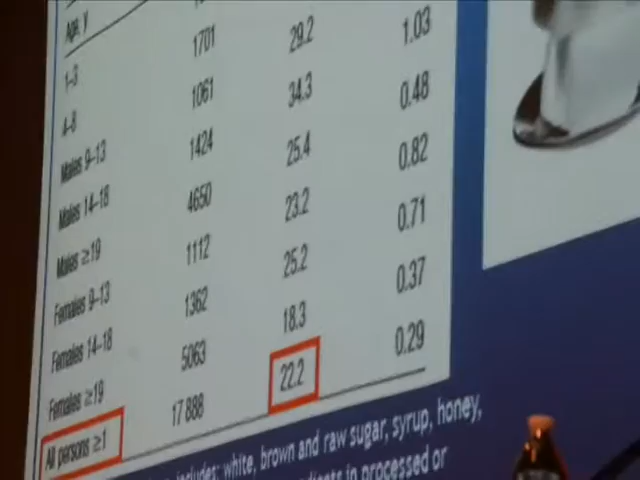 Age, y
1–3
4–8 1701
Males 9–13 1061 29.2
Males 14–18 1424 34.3 1.03
Males ≥19 4650 25.4 0.48
Females 9–13 1112 23.2 0.82
Females 14–18 1362 25.2 0.71
Females ≥19 5063 18.3 0.37
All persons ≥1 17 888 22.2 0.29
includes: white, brown and raw sugar, syrup, honey,
in processed or